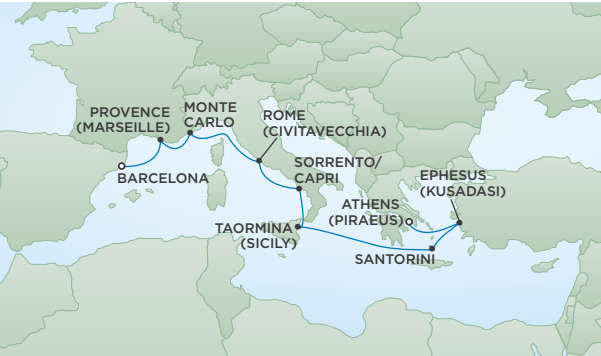 PROVENCE
(MARSEILLE)
MONTE
CARLO
ROME
(CIVITAVECCHIA)
BARCELONA
SORRENTO/
CAPRI
EPHESUS
(KUSADASI)
ATHENS
(PIRAEUS)
TAORMINA
(SICILY)
SANTORINI